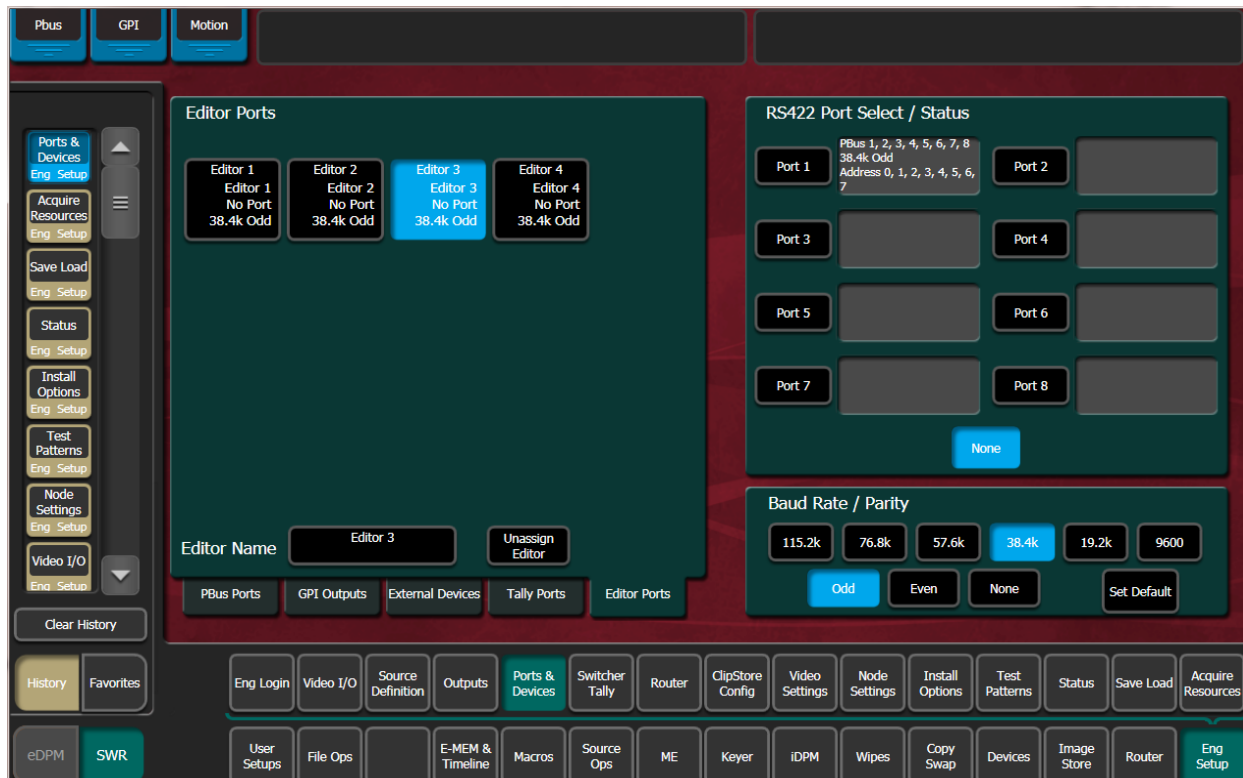 Pbus
GPI
Motion
Ports &
Devices
Eng Setup
Acquire
Resources
Eng Setup
Save Load
Eng Setup
Status
Eng Setup
Install
Options
Eng Setup
Test
Patterns
Eng Setup
Node
Settings
Eng Setup
Video I/O
Eng Setup
Clear History
History
Favorites
eDPM
SWR
Editor Ports
Editor 1
Editor 1
No Port
38.4k Odd
Editor 2
Editor 2
No Port
38.4k Odd
Editor 3
Editor 3
No Port
38.4k Odd
Editor 4
Editor 4
No Port
38.4k Odd
Editor Name
Editor 3
Unassign
Editor
PBus Ports
GPI Outputs
External Devices
Tally Ports
Editor Ports
RS422 Port Select / Status
Port 1
PBus 1, 2, 3, 4, 5, 6, 7, 8
38.4k Odd
Address 0, 1, 2, 3, 4, 5, 6,
7
Port 2
Port 3
Port 4
Port 5
Port 6
Port 7
Port 8
None
Baud Rate / Parity
115.2k
76.8k
57.6k
38.4k
19.2k
9600
Odd
Even
None
Set Default
Eng Login
Video I/O
Source
Definition
Outputs
Ports &
Devices
Switcher
Tally
Router
ClipStore
Config
Video
Settings
Node
Settings
Install
Options
Test
Patterns
Status
Save Load
Acquire
Resources
User
Setups
File Ops
E-MEM &
Timeline
Macros
Source
Ops
ME
Keyer
iDPM
Wipes
Copy
Swap
Devices
Image
Store
Router
Eng
Setup